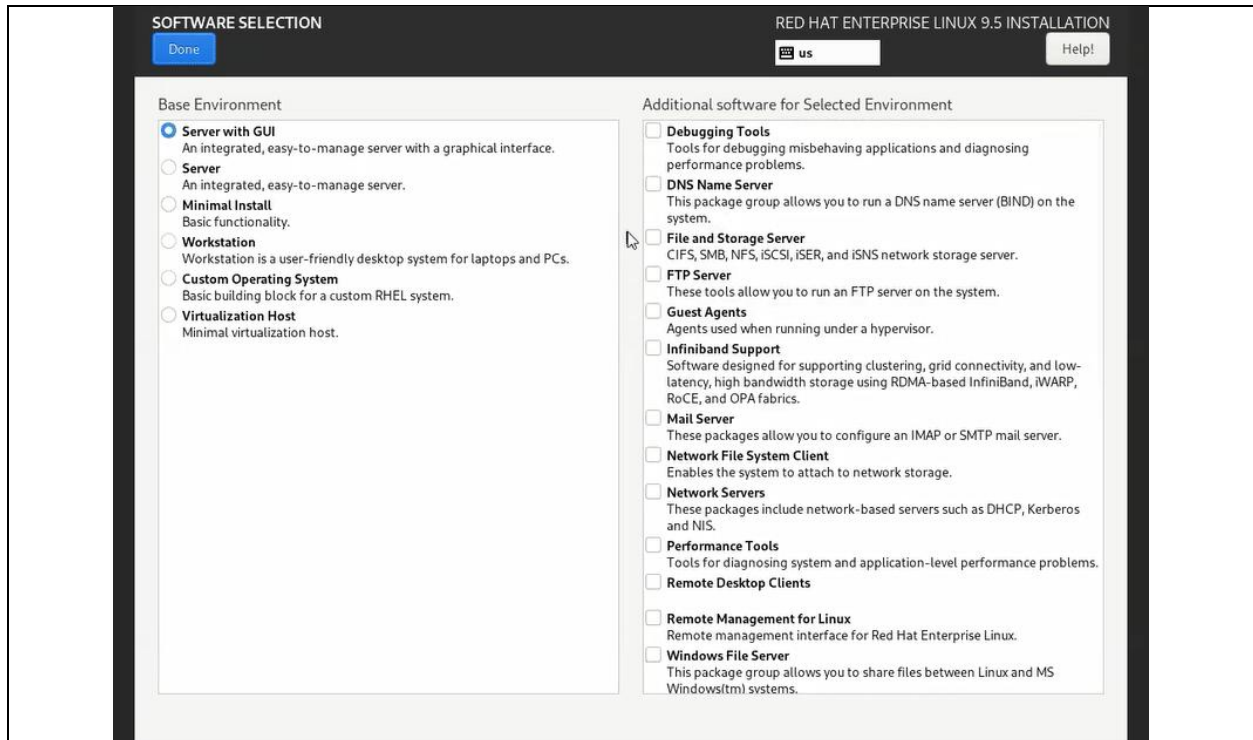 SOFTWARE SELECTION
Done
RED HAT ENTERPRISE LINUX 9.5 INSTALLATION
us
Help!
Base Environment
Server with GUI
An integrated, easy-to-manage server with a graphical interface.
Server
An integrated, easy-to-manage server.
Minimal Install
Basic functionality.
Workstation
Workstation is a user-friendly desktop system for laptops and PCs.
Custom Operating System
Basic building block for a custom RHEL system.
Virtualization Host
Minimal virtualization host.
Additional software for Selected Environment
Debugging Tools
Tools for debugging misbehaving applications and diagnosing
performance problems.
DNS Name Server
This package group allows you to run a DNS name server (BIND) on the
system.
File and Storage Server
CIFS, SMB, NFS, iSCSI, iSER, and iSNS network storage server.
FTP Server
These tools allow you to run an FTP server on the system.
Guest Agents
Agents used when running under a hypervisor.
Infiniband Support
Software designed for supporting clustering, grid connectivity, and low-
latency, high bandwidth storage using RDMA-based InfiniBand, iWARP,
RoCE, and OPA fabrics.
Mail Server
These packages allow you to configure an IMAP or SMTP mail server.
Network File System Client
Enables the system to attach to network storage.
Network Servers
These packages include network-based servers such as DHCP, Kerberos
and NIS.
Performance Tools
Tools for diagnosing system and application-level performance problems.
Remote Desktop Clients
Remote Management for Linux
Remote management interface for Red Hat Enterprise Linux.
Windows File Server
This package group allows you to share files between Linux and MS
Windows(tm) systems.